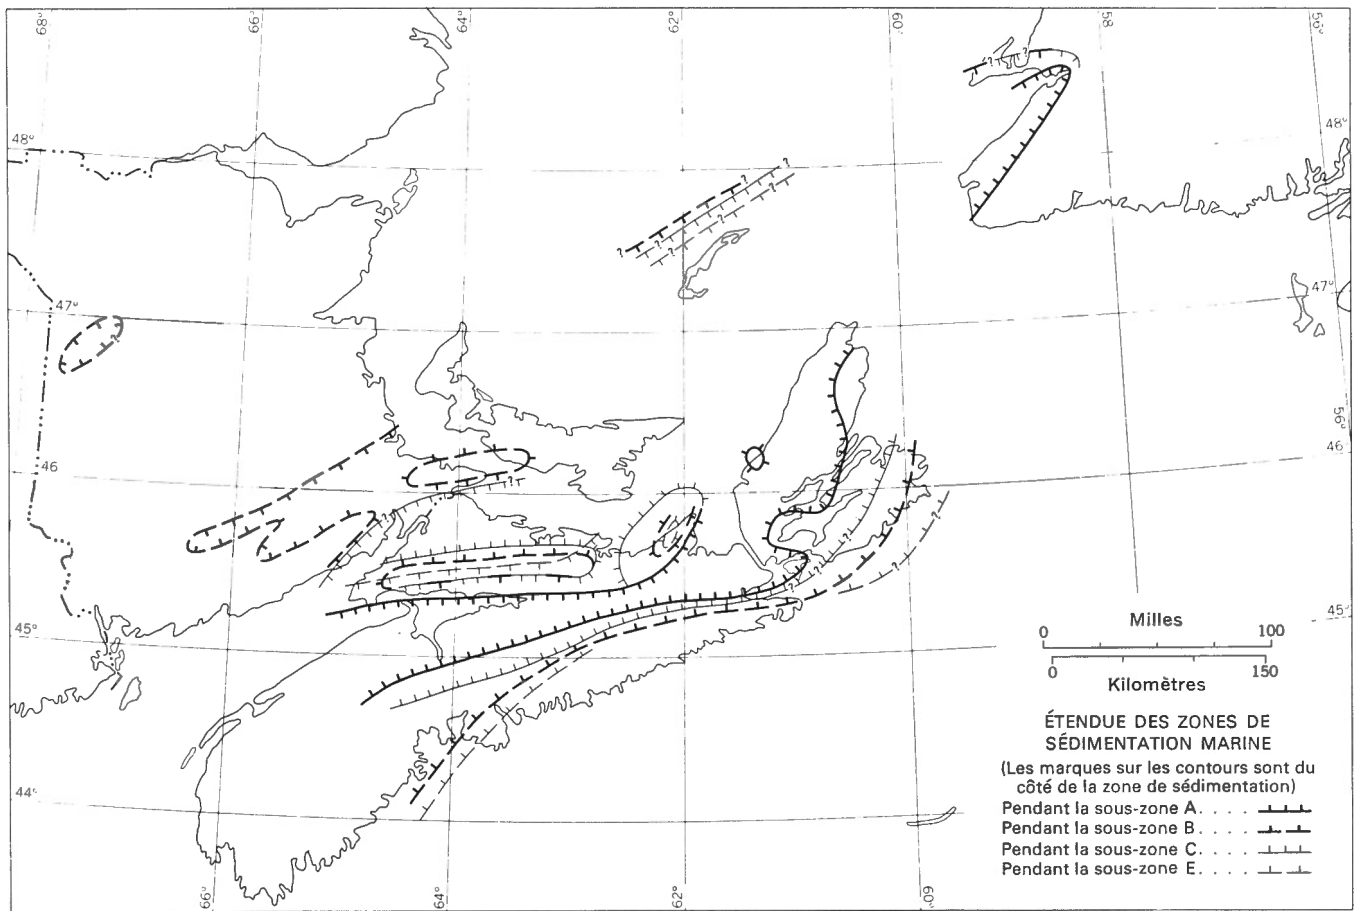 68° 66° 64° 62° 60° 58 56°
48° 48°
47° 47°
56°
46 46
45° 45°
44°
Milles
0 100
0 150
Kilomètres
ÉTENDUE DES ZONES DE
SÉDIMENTATION MARINE
(Les marques sur les contours sont du
côté de la zone de sédimentation)
Pendant la sous-zone A. . . .
Pendant la sous-zone B. . . .
Pendant la sous-zone C. . . .
Pendant la sous-zone E. . . .
66° 64° 62° 60